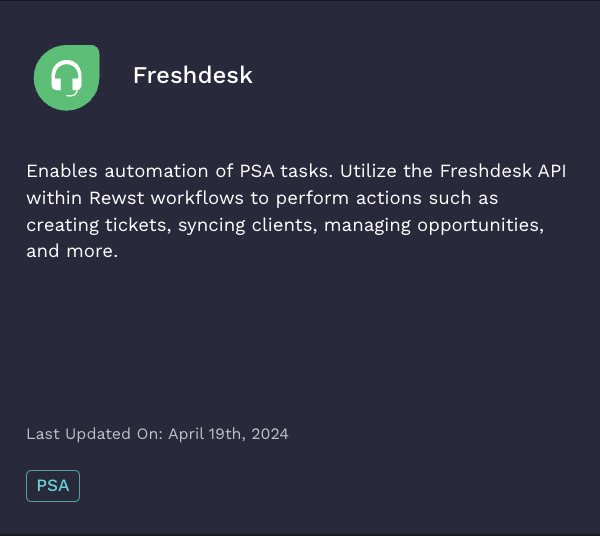 Freshdesk
Enables automation of PSA tasks. Utilize the Freshdesk API
within Rewst workflows to perform actions such as
creating tickets, syncing clients, managing opportunities,
and more.
Last Updated On: April 19th, 2024
PSA